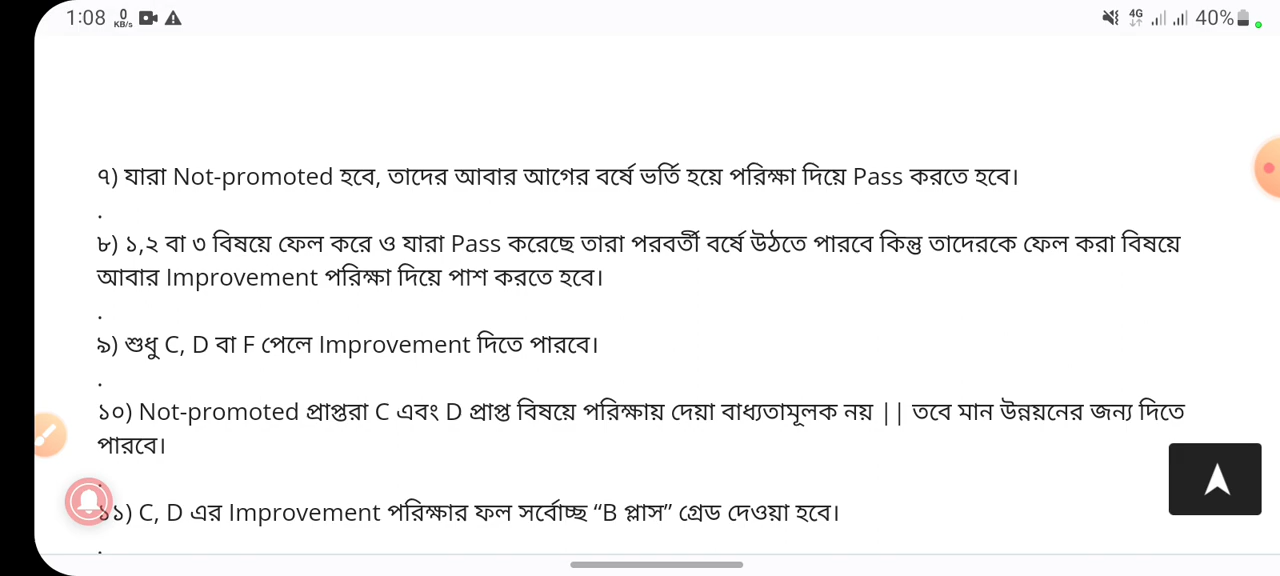 1:08 0 KB/s 4G 40%
৭) যারা Not-promoted হবে, তাদের আবার আগের বর্ষে ভর্তি হয়ে পরিক্ষা দিয়ে Pass করতে হবে।
.
৮) ১,২ বা ৩ বিষয়ে ফেল করে ও যারা Pass করেছে তারা পরবর্তী বর্ষে উঠতে পারবে কিন্তু তাদেরকে ফেল করা বিষয়ে
আবার Improvement পরিক্ষা দিয়ে পাশ করতে হবে।
.
৯) শুধু C, D বা F পেলে Improvement দিতে পারবে।
.
১০) Not-promoted প্রাপ্তরা C এবং D প্রাপ্ত বিষয়ে পরিক্ষায় দেয়া বাধ্যতামূলক নয় || তবে মান উন্নয়নের জন্য দিতে
পারবে।
.
১১) C, D এর Improvement পরিক্ষার ফল সর্বোচ্ছ “B প্লাস” গ্রেড দেওয়া হবে।
.